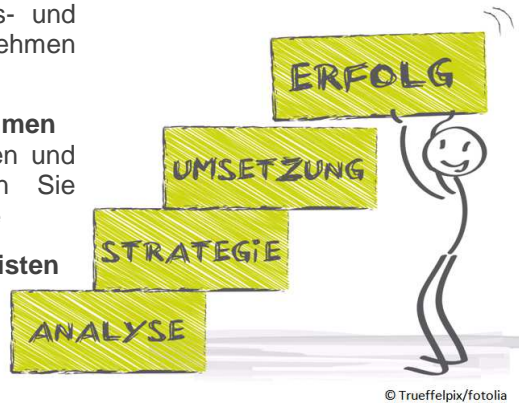 s- und
ehmen
men
en und
n Sie
isten
ERFOLG
UMSETZUNG
STRATEGiE
ANALYSE
© Trueffelpix/fotolia